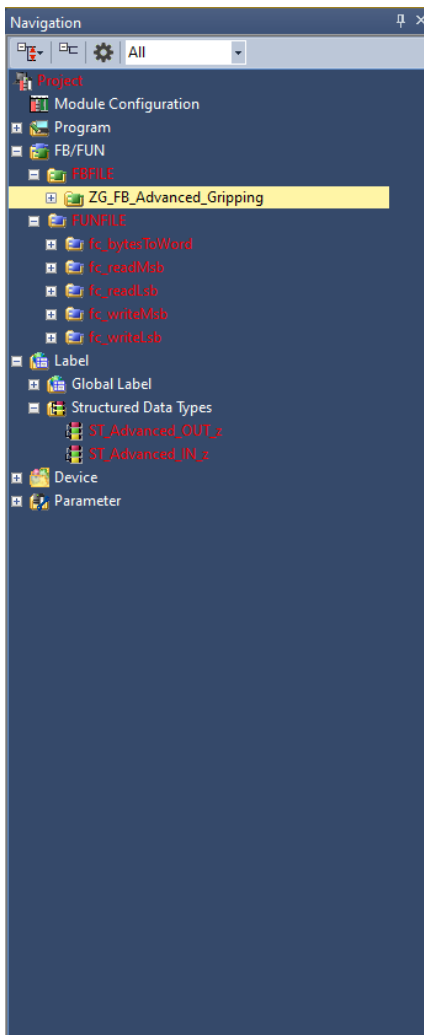 Navigation
All
Project
Module Configuration
Program
FB/FUN
FBFILE
ZG_FB_Advanced_Gripping
FUNFILE
fc_bytesToWord
fc_readMsb
fc_readLsb
fc_writeMsb
fc_writeLsb
Label
Global Label
Structured Data Types
ST_Advanced_OUT_z
ST_Advanced_IN_z
Device
Parameter